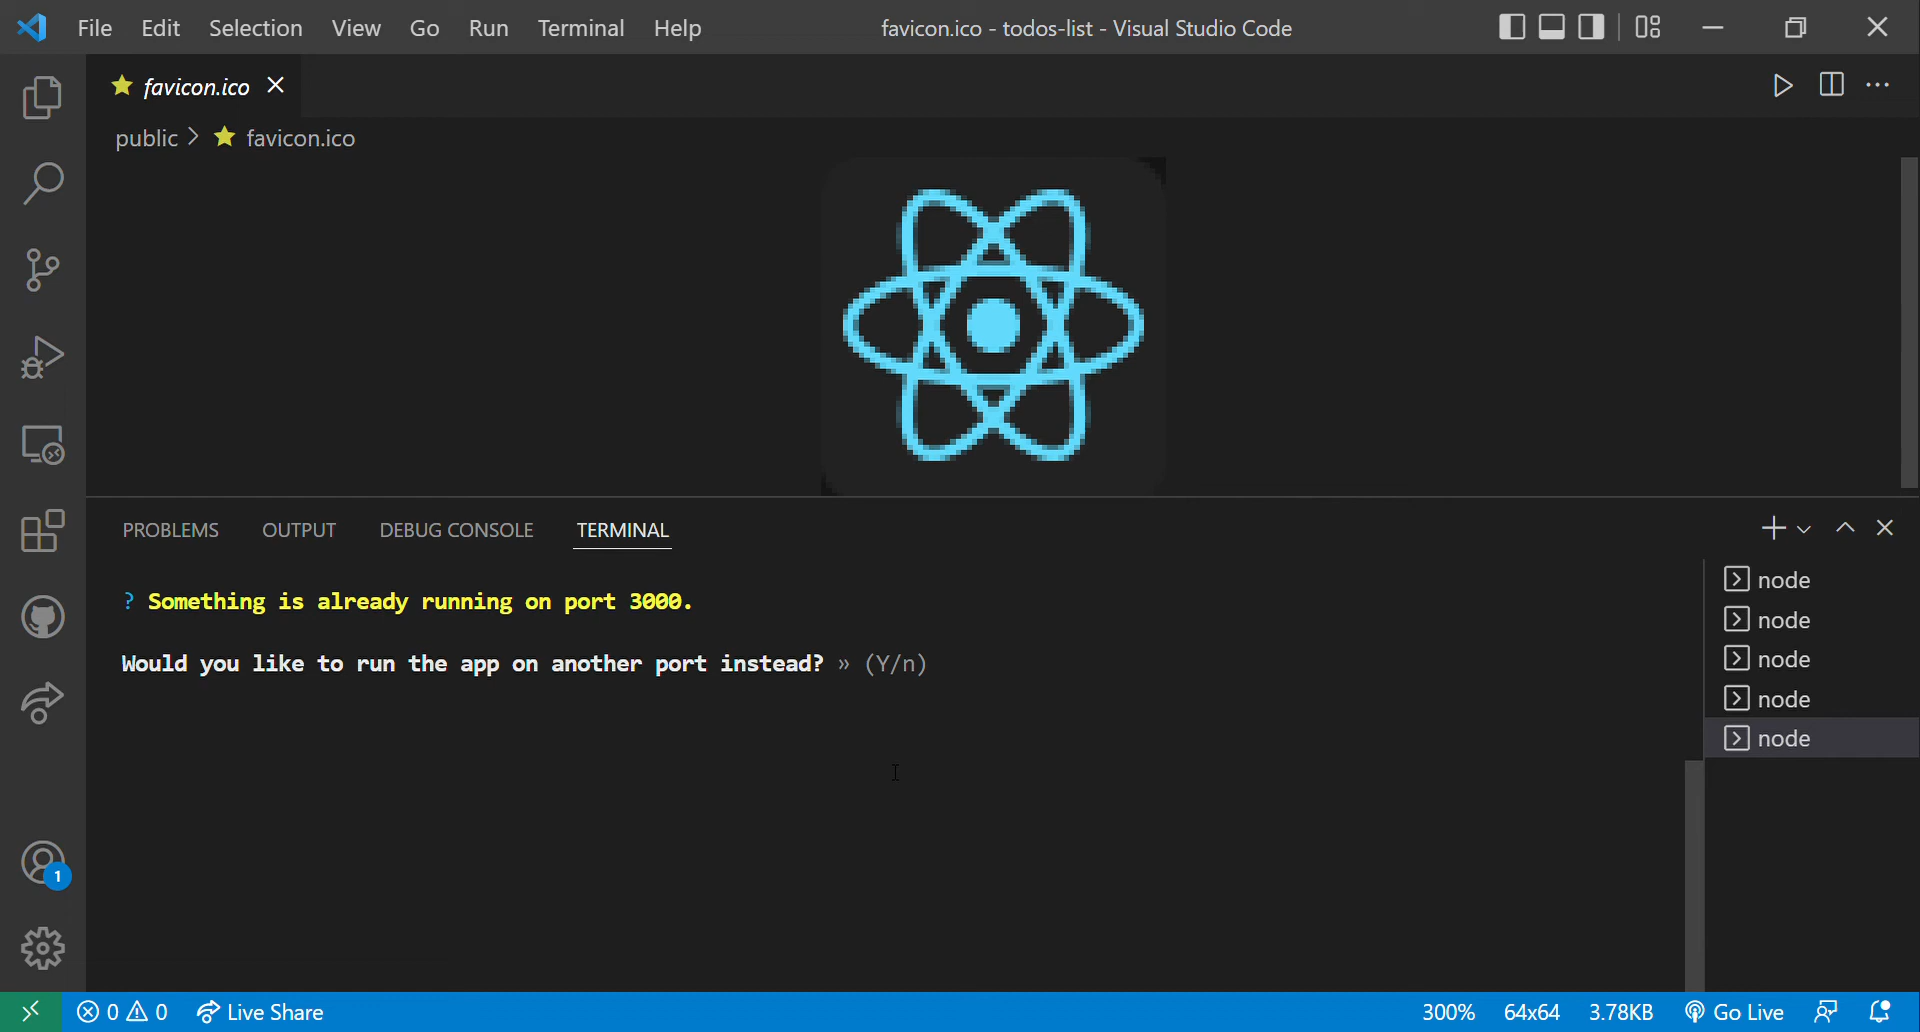 File Edit Selection View Go Run Terminal Help favicon.ico - todos-list - Visual Studio Code
favicon.ico
public > favicon.ico
PROBLEMS OUTPUT DEBUG CONSOLE TERMINAL
? Something is already running on port 3000.
Would you like to run the app on another port instead? » (Y/n)
node
node
node
node
node
1
0 0 Live Share 300% 64x64 3.78KB Go Live